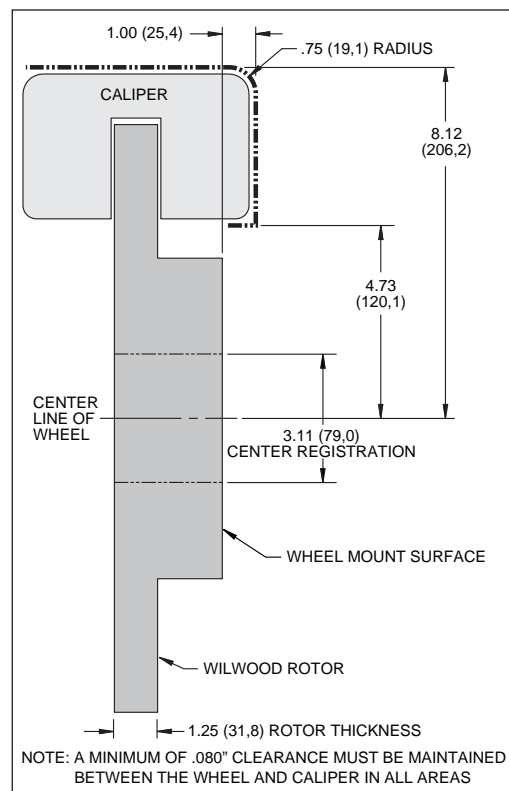 1.00 (25,4)
.75 (19,1) RADIUS
CALIPER
8.12
(206,2)
4.73
(120,1)
CENTER
LINE OF
WHEEL
3.11 (79,0)
CENTER REGISTRATION
WHEEL MOUNT SURFACE
WILWOOD ROTOR
1.25 (31,8) ROTOR THICKNESS
NOTE: A MINIMUM OF .080" CLEARANCE MUST BE MAINTAINED
BETWEEN THE WHEEL AND CALIPER IN ALL AREAS